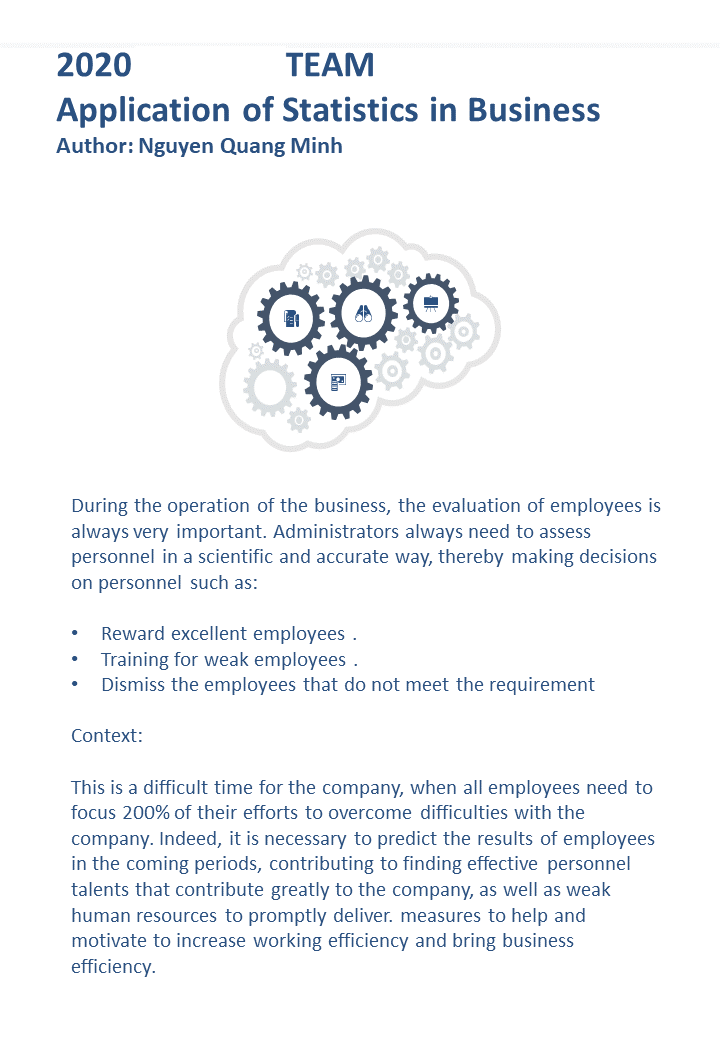 2020 TEAM
Application of Statistics in Business
Author: Nguyen Quang Minh
During the operation of the business, the evaluation of employees is
always very important. Administrators always need to assess
personnel in a scientific and accurate way, thereby making decisions
on personnel such as:
• Reward excellent employees .
• Training for weak employees .
• Dismiss the employees that do not meet the requirement
Context:
This is a difficult time for the company, when all employees need to
focus 200% of their efforts to overcome difficulties with the
company. Indeed, it is necessary to predict the results of employees
in the coming periods, contributing to finding effective personnel
talents that contribute greatly to the company, as well as weak
human resources to promptly deliver. measures to help and
motivate to increase working efficiency and bring business
efficiency.